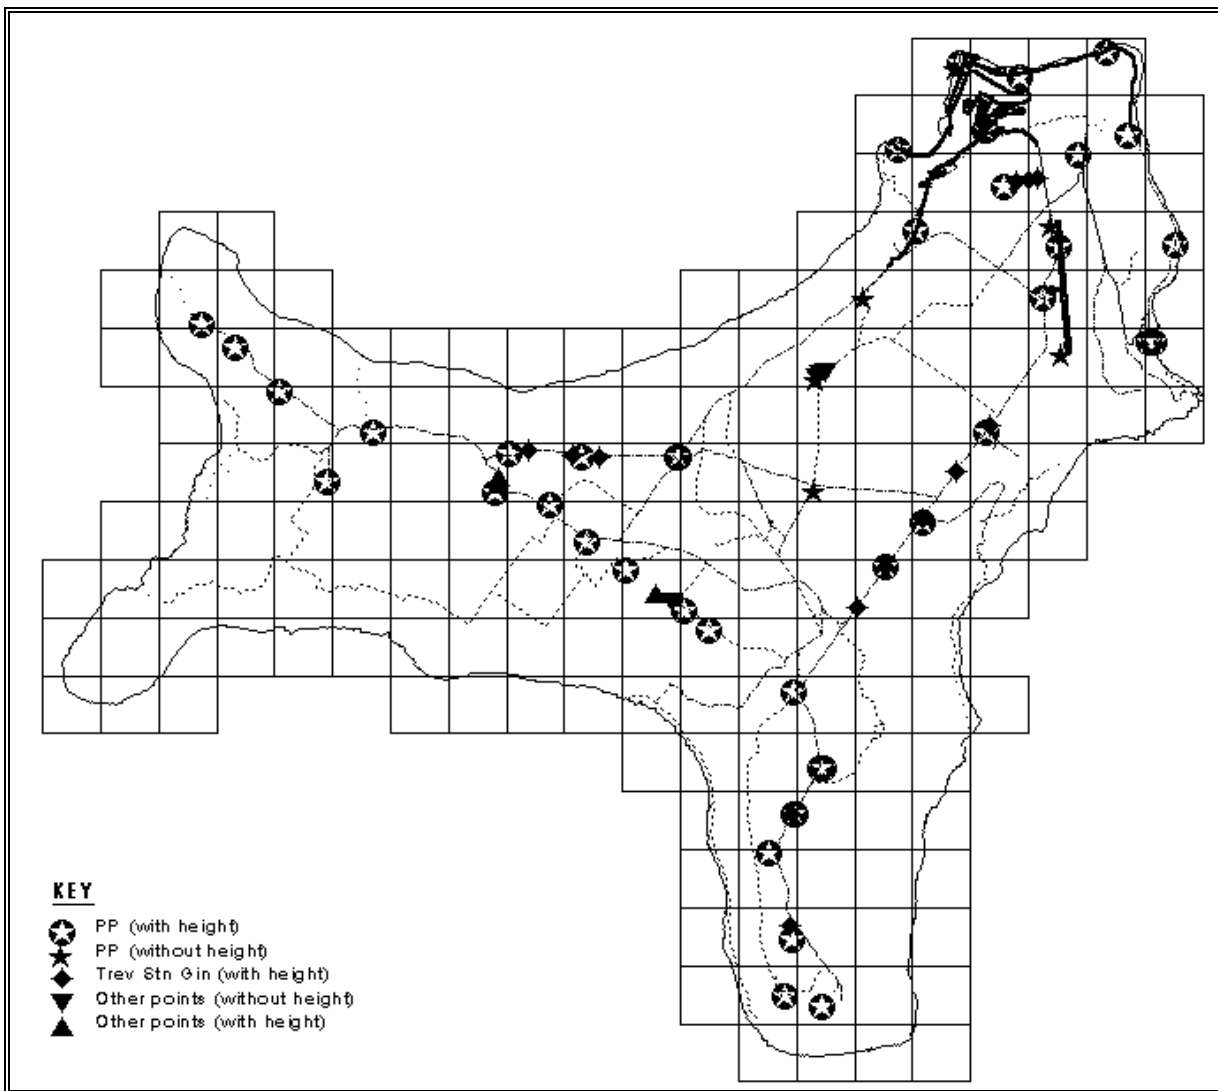 KEY
PP (with height)
PP (without height)
Trev Stn Gin (with height)
Other points (without height)
Other points (with height)